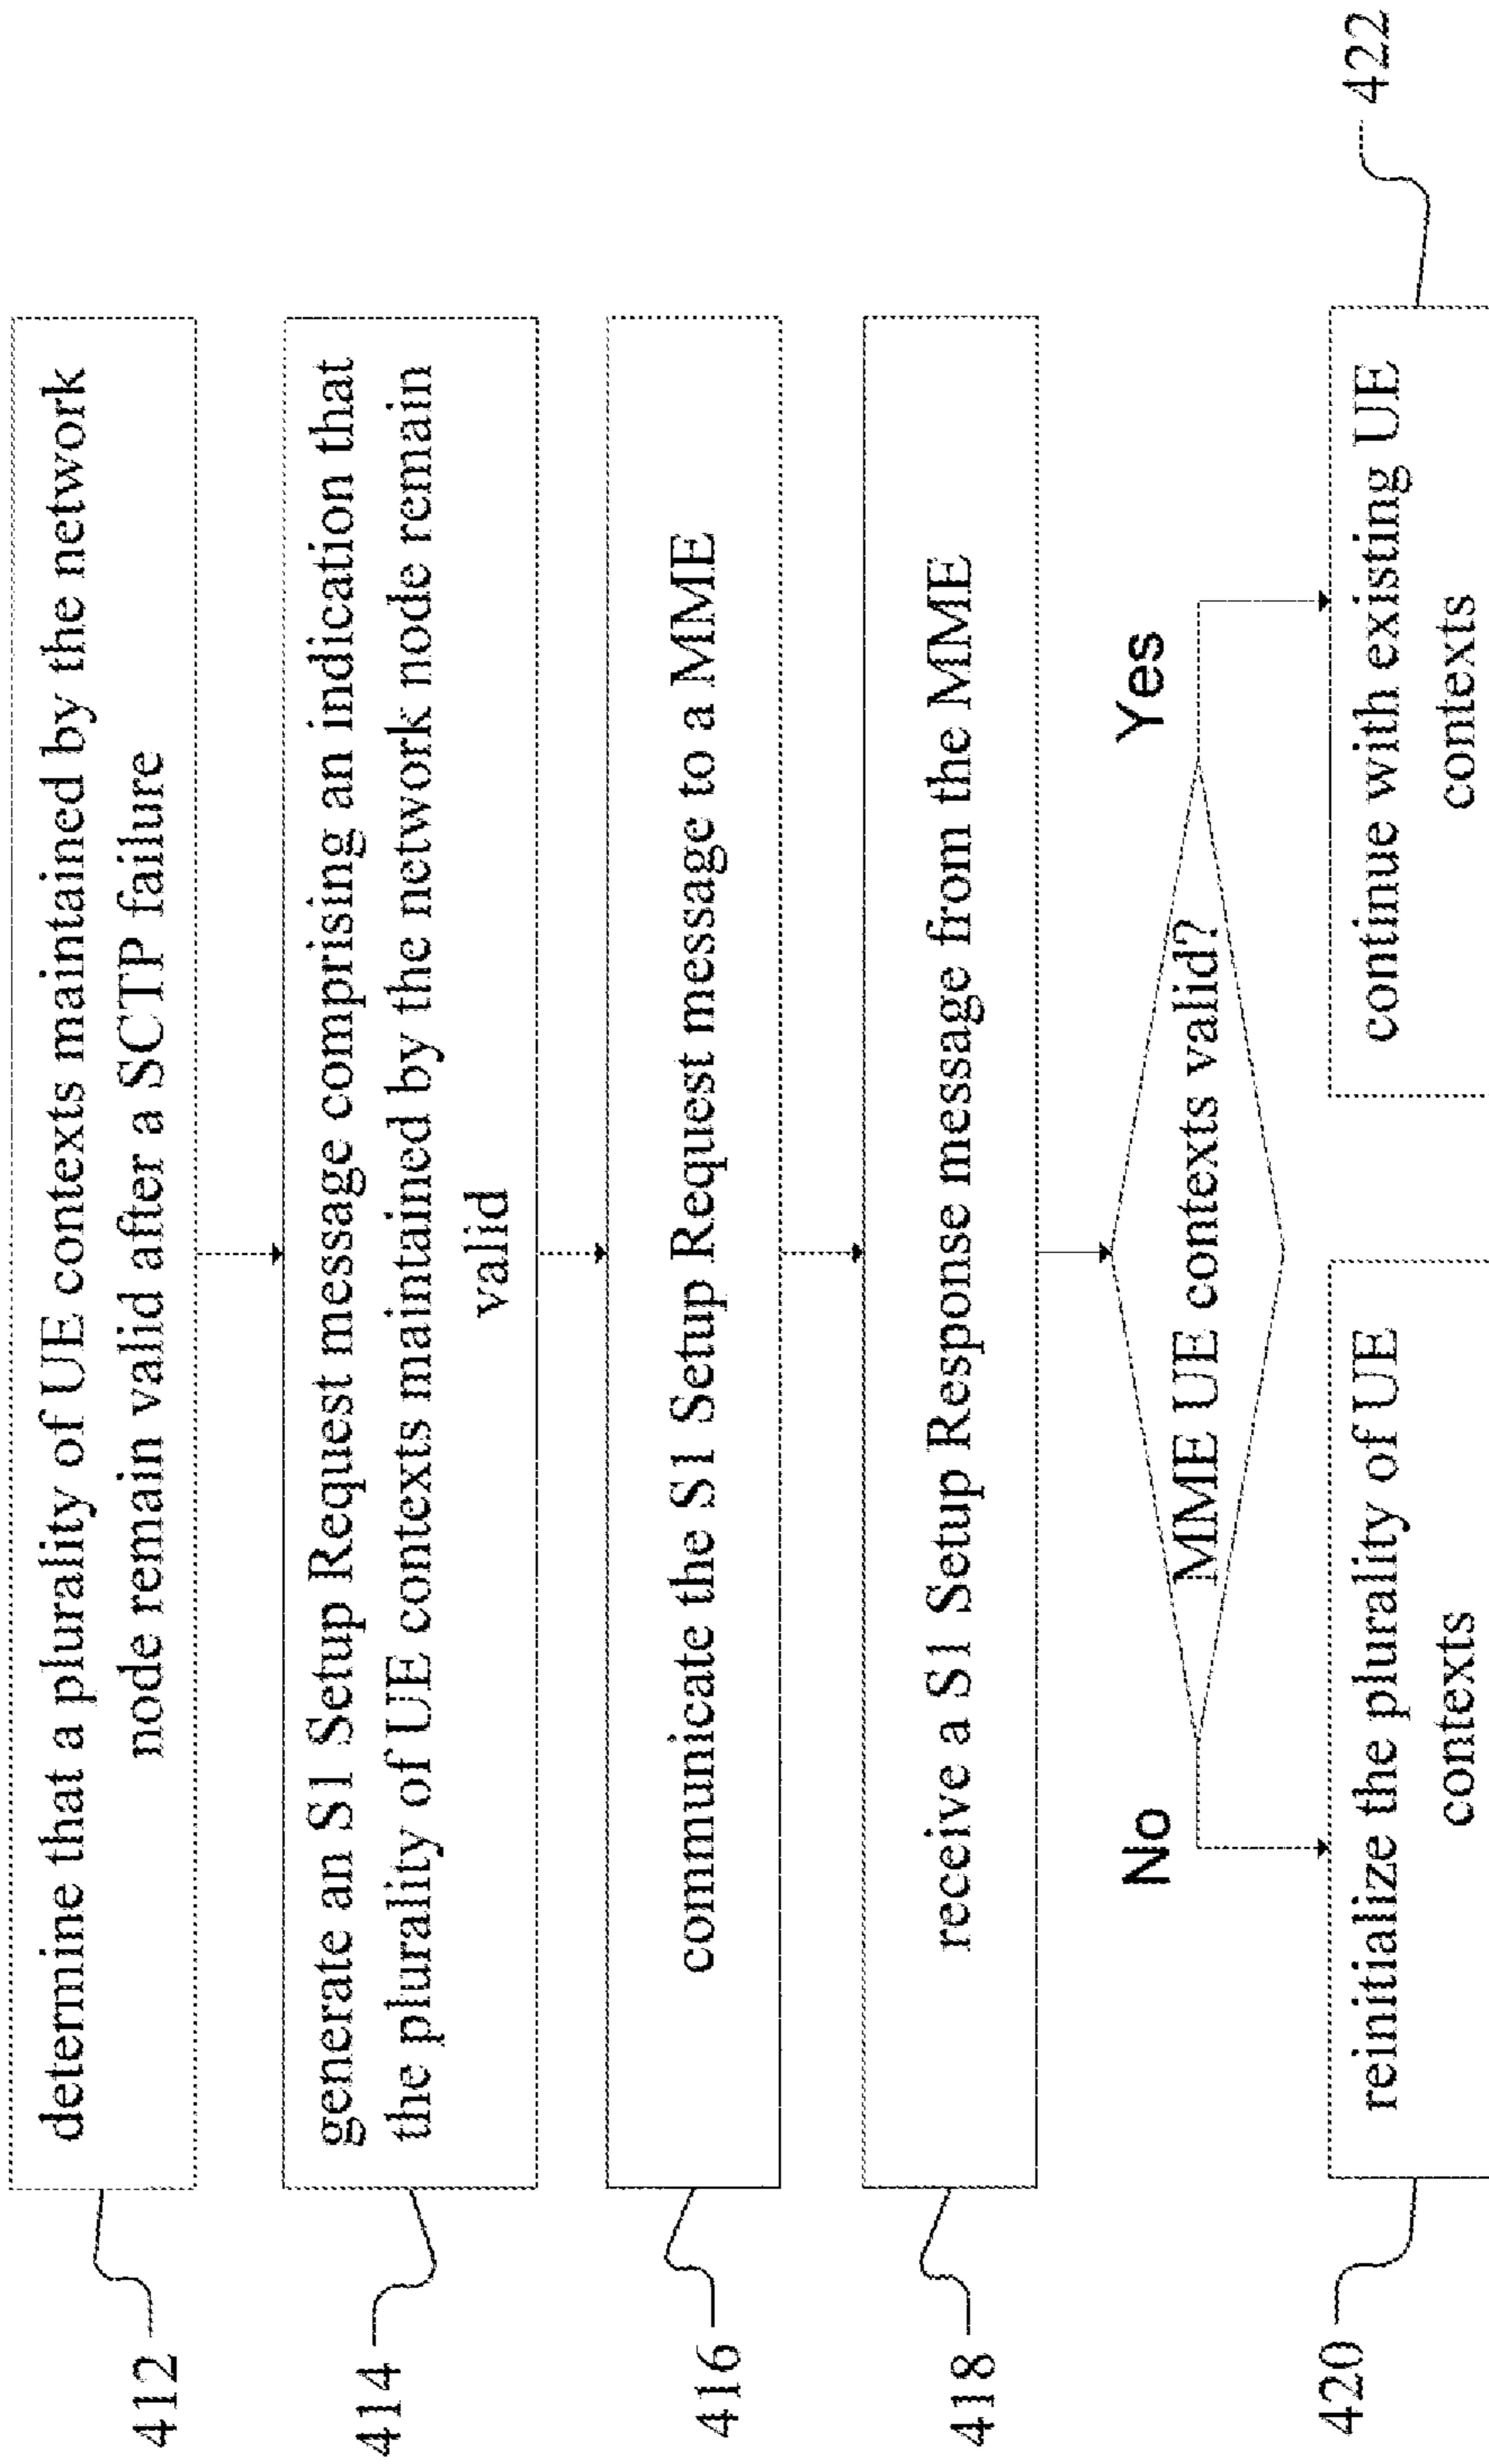 412
determine that a plurality of UE contexts maintained by the network
node remain valid after a SCTP failure
414
generate an S1 Setup Request message comprising an indication that
the plurality of UE contexts maintained by the network node remain
valid
416
communicate the S1 Setup Request message to a MME
418
receive a S1 Setup Response message from the MME
MME UE contexts valid?
No
Yes
420
reinitialize the plurality of UE
contexts
continue with existing UE
contexts
422